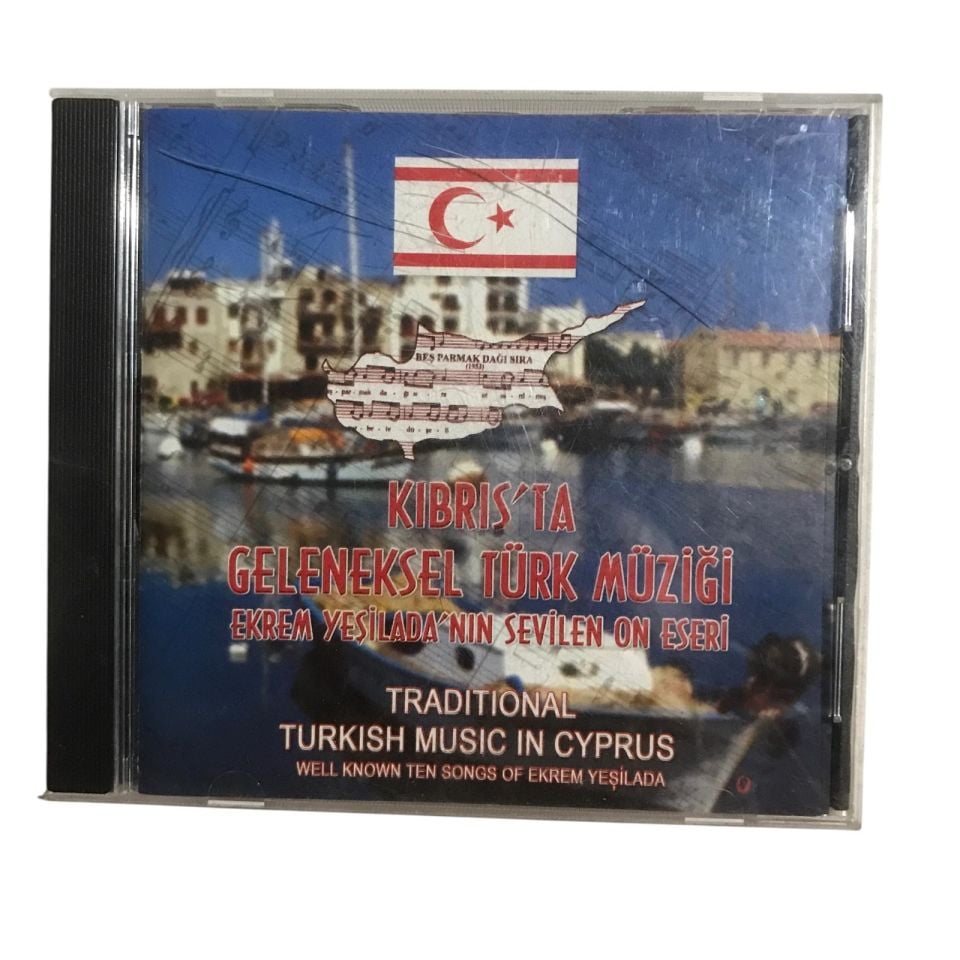 BEŞ PARMAK DAĞI SIRA
(1953)
KIBRIS'TA
GELENEKSEL TÜRK MÜZİĞİ
EKREM YEŞİLADA'NIN SEVİLEN ON ESERİ
TRADITIONAL
TURKISH MUSIC IN CYPRUS
WELL KNOWN TEN SONGS OF EKREM YEŞİLADA